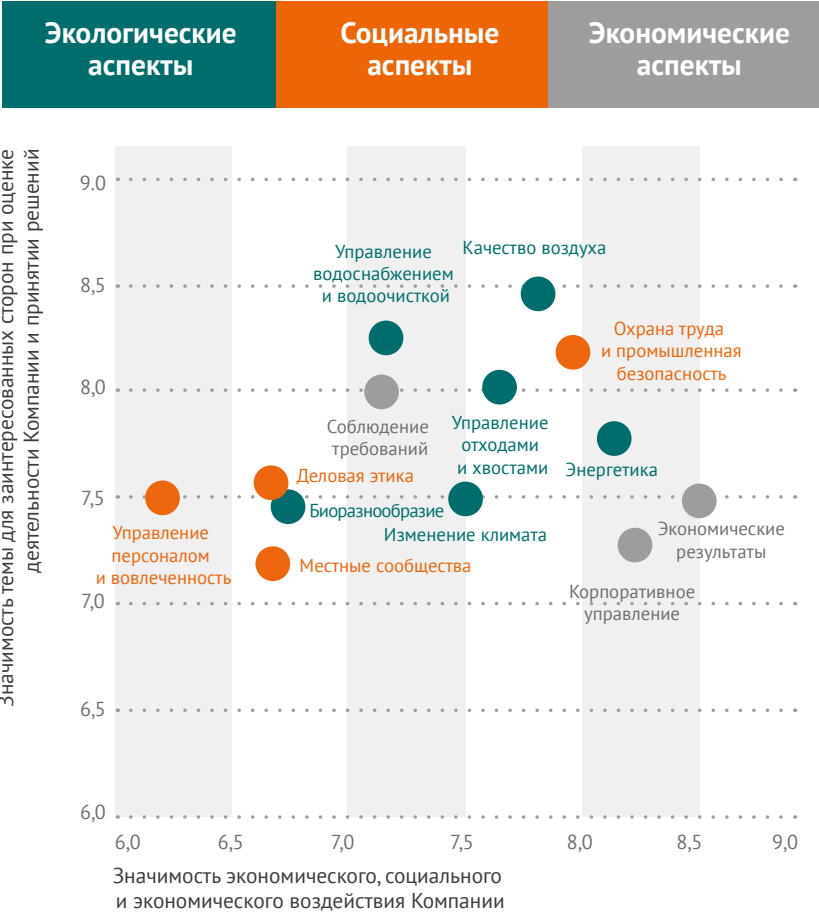 Экологические
аспекты
Социальные
аспекты
Экономические
аспекты
Значимость темы для заинтересованных сторон при оценке
деятельности Компании и принятии решений
9.0
8,5
8,0
7,5
7,0
6,5
6,0
Управление
водоснабжением
и водоочисткой
Качество воздуха
Охрана труда
и промышленная
безопасность
Соблюдение
требований
Управление
отходами
и хвостами
Энергетика
Деловая этика
Биоразнообразие
Изменение климата
Управление
персоналом
и вовлеченность
Местные сообщества
Экономические
результаты
Корпоративное
управление
6,0
6,5
7,0
7,5
8,0
8,5
9,0
Значимость экономического, социального
и экономического воздействия Компании